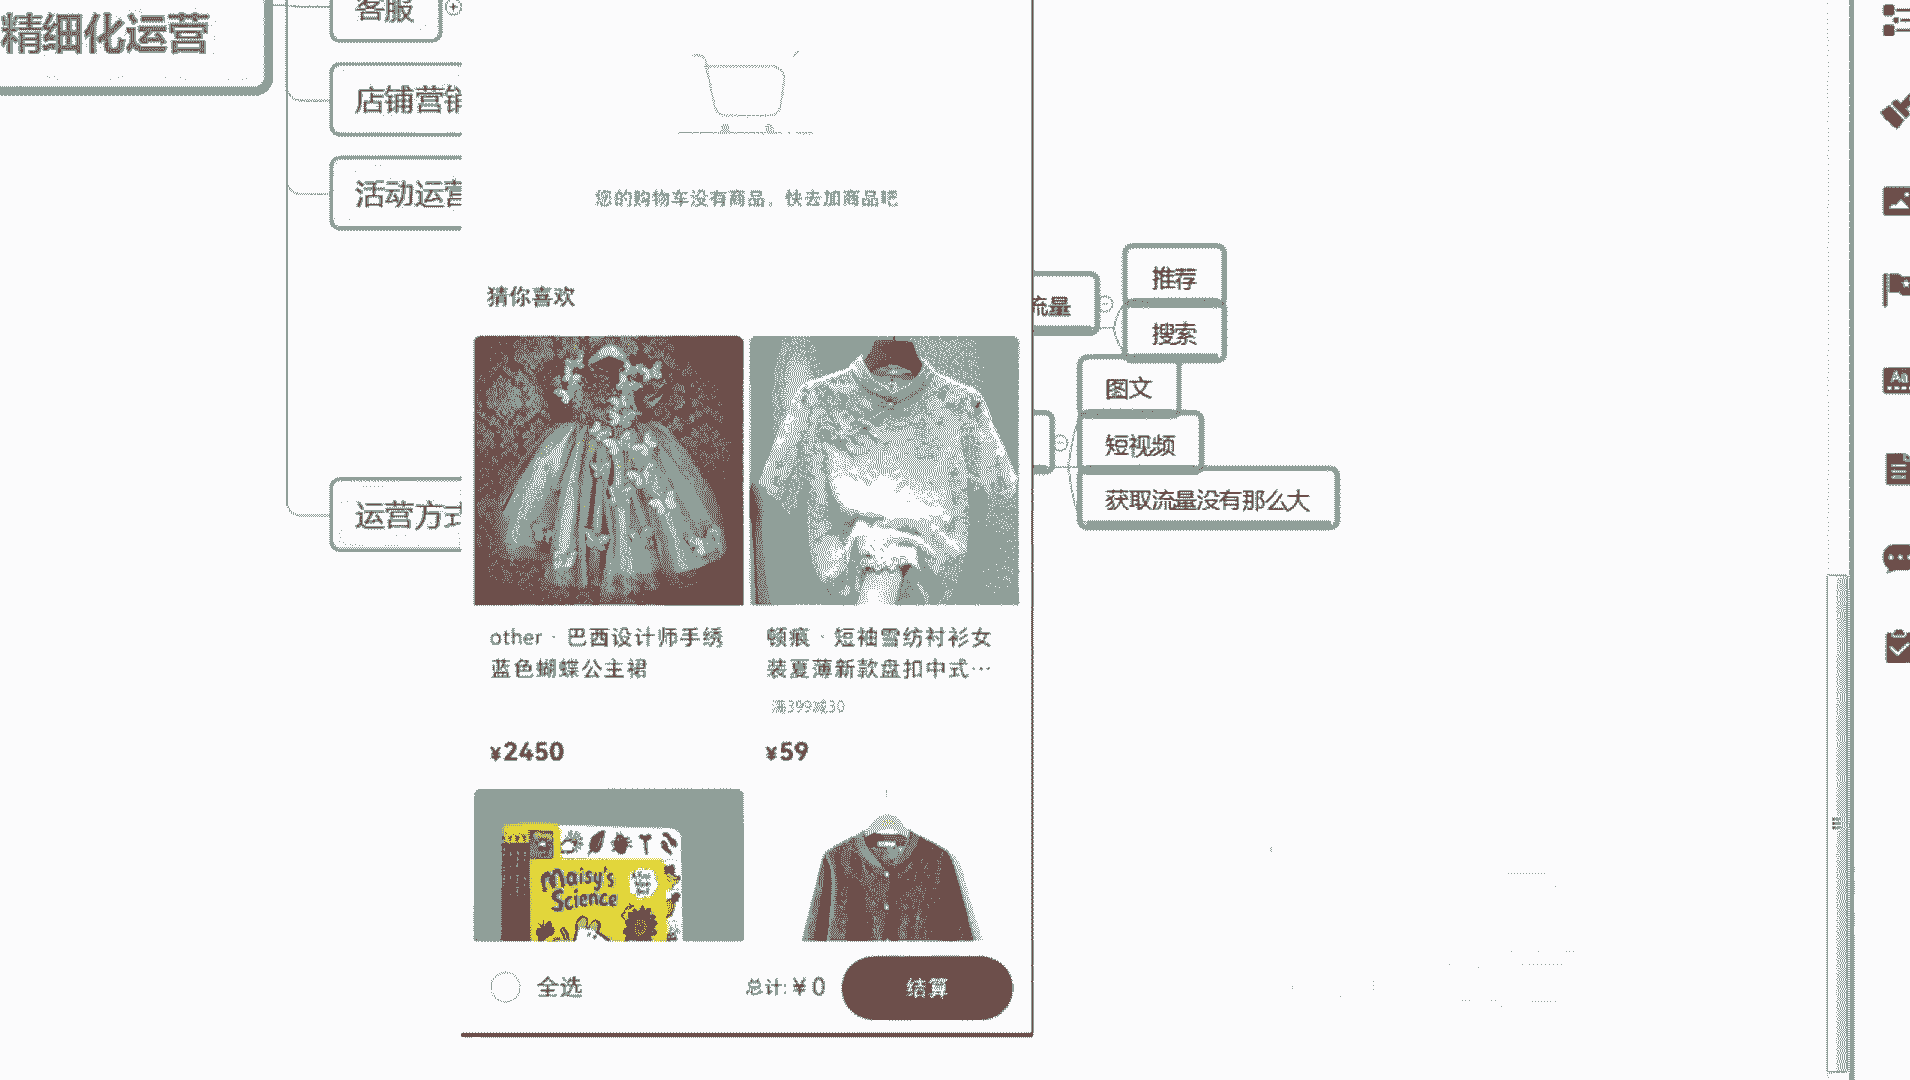 精细化运营
客服
店铺营销
活动运营
运营方式
您的购物车没有商品，快去加商品吧
猜你喜欢
other · 巴西设计师手绣
蓝色蝴蝶公主裙
¥2450
顿痕 · 短袖雪纺衬衫女
装夏薄新款盘扣中式…
满399减30
¥59
Maisy's
Science
全选
总计: ¥ 0
结算
流量
推荐
搜索
图文
短视频
获取流量没有那么大
Aa